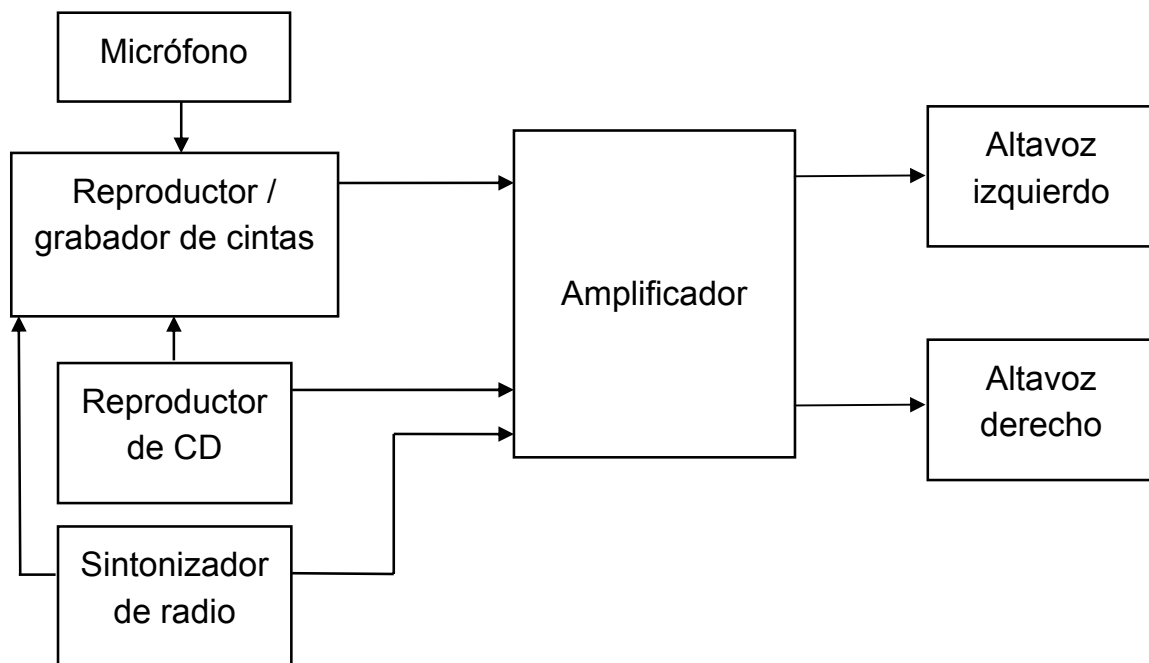 Micrófono
Reproductor /
grabador de cintas
Reproductor
de CD
Sintonizador
de radio
Amplificador
Altavoz
izquierdo
Altavoz
derecho